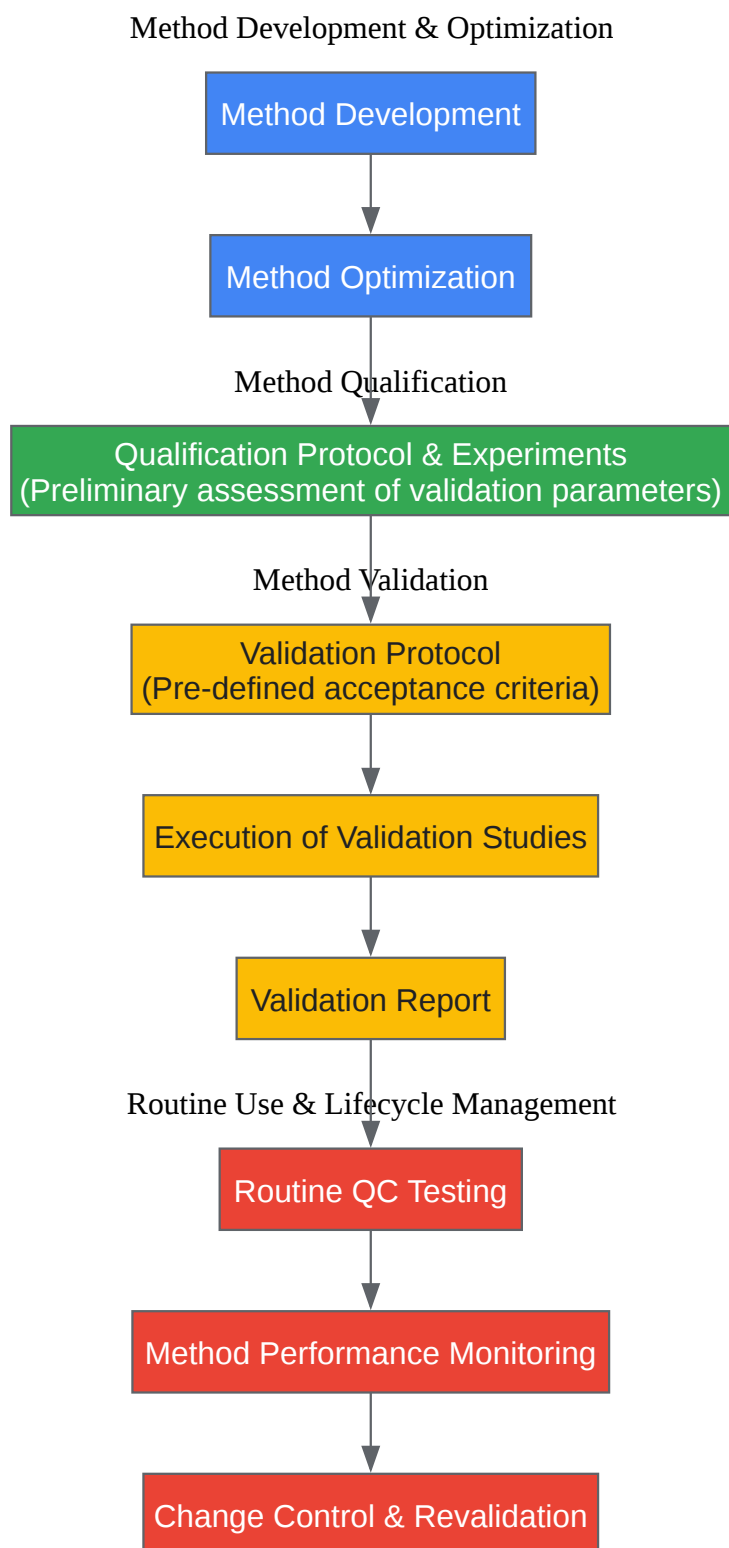 Method Development & Optimization
Method Development
Method Optimization
Method Qualification
Qualification Protocol & Experiments
(Preliminary assessment of validation parameters)
Method Validation
Validation Protocol
(Pre-defined acceptance criteria)
Execution of Validation Studies
Validation Report
Routine Use & Lifecycle Management
Routine QC Testing
Method Performance Monitoring
Change Control & Revalidation